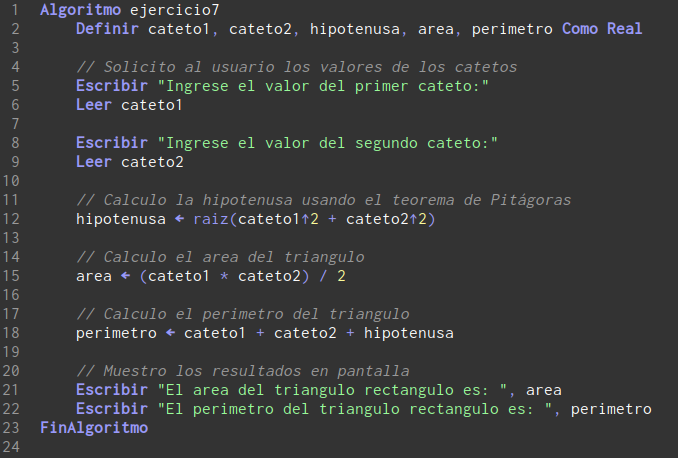 1 Algoritmo ejercicio7
2 Definir cateto1, cateto2, hipotenusa, area, perimetro Como Real
3
4 // Solicito al usuario los valores de los catetos
5 Escribir "Ingrese el valor del primer cateto:"
6 Leer cateto1
7
8 Escribir "Ingrese el valor del segundo cateto:"
9 Leer cateto2
10
11 // Calculo la hipotenusa usando el teorema de Pitágoras
12 hipotenusa ← raiz(cateto1↑2 + cateto2↑2)
13
14 // Calculo el area del triangulo
15 area ← (cateto1 * cateto2) / 2
16
17 // Calculo el perimetro del triangulo
18 perimetro ← cateto1 + cateto2 + hipotenusa
19
20 // Muestro los resultados en pantalla
21 Escribir "El area del triangulo rectangulo es: ", area
22 Escribir "El perimetro del triangulo rectangulo es: ", perimetro
23 FinAlgoritmo
24